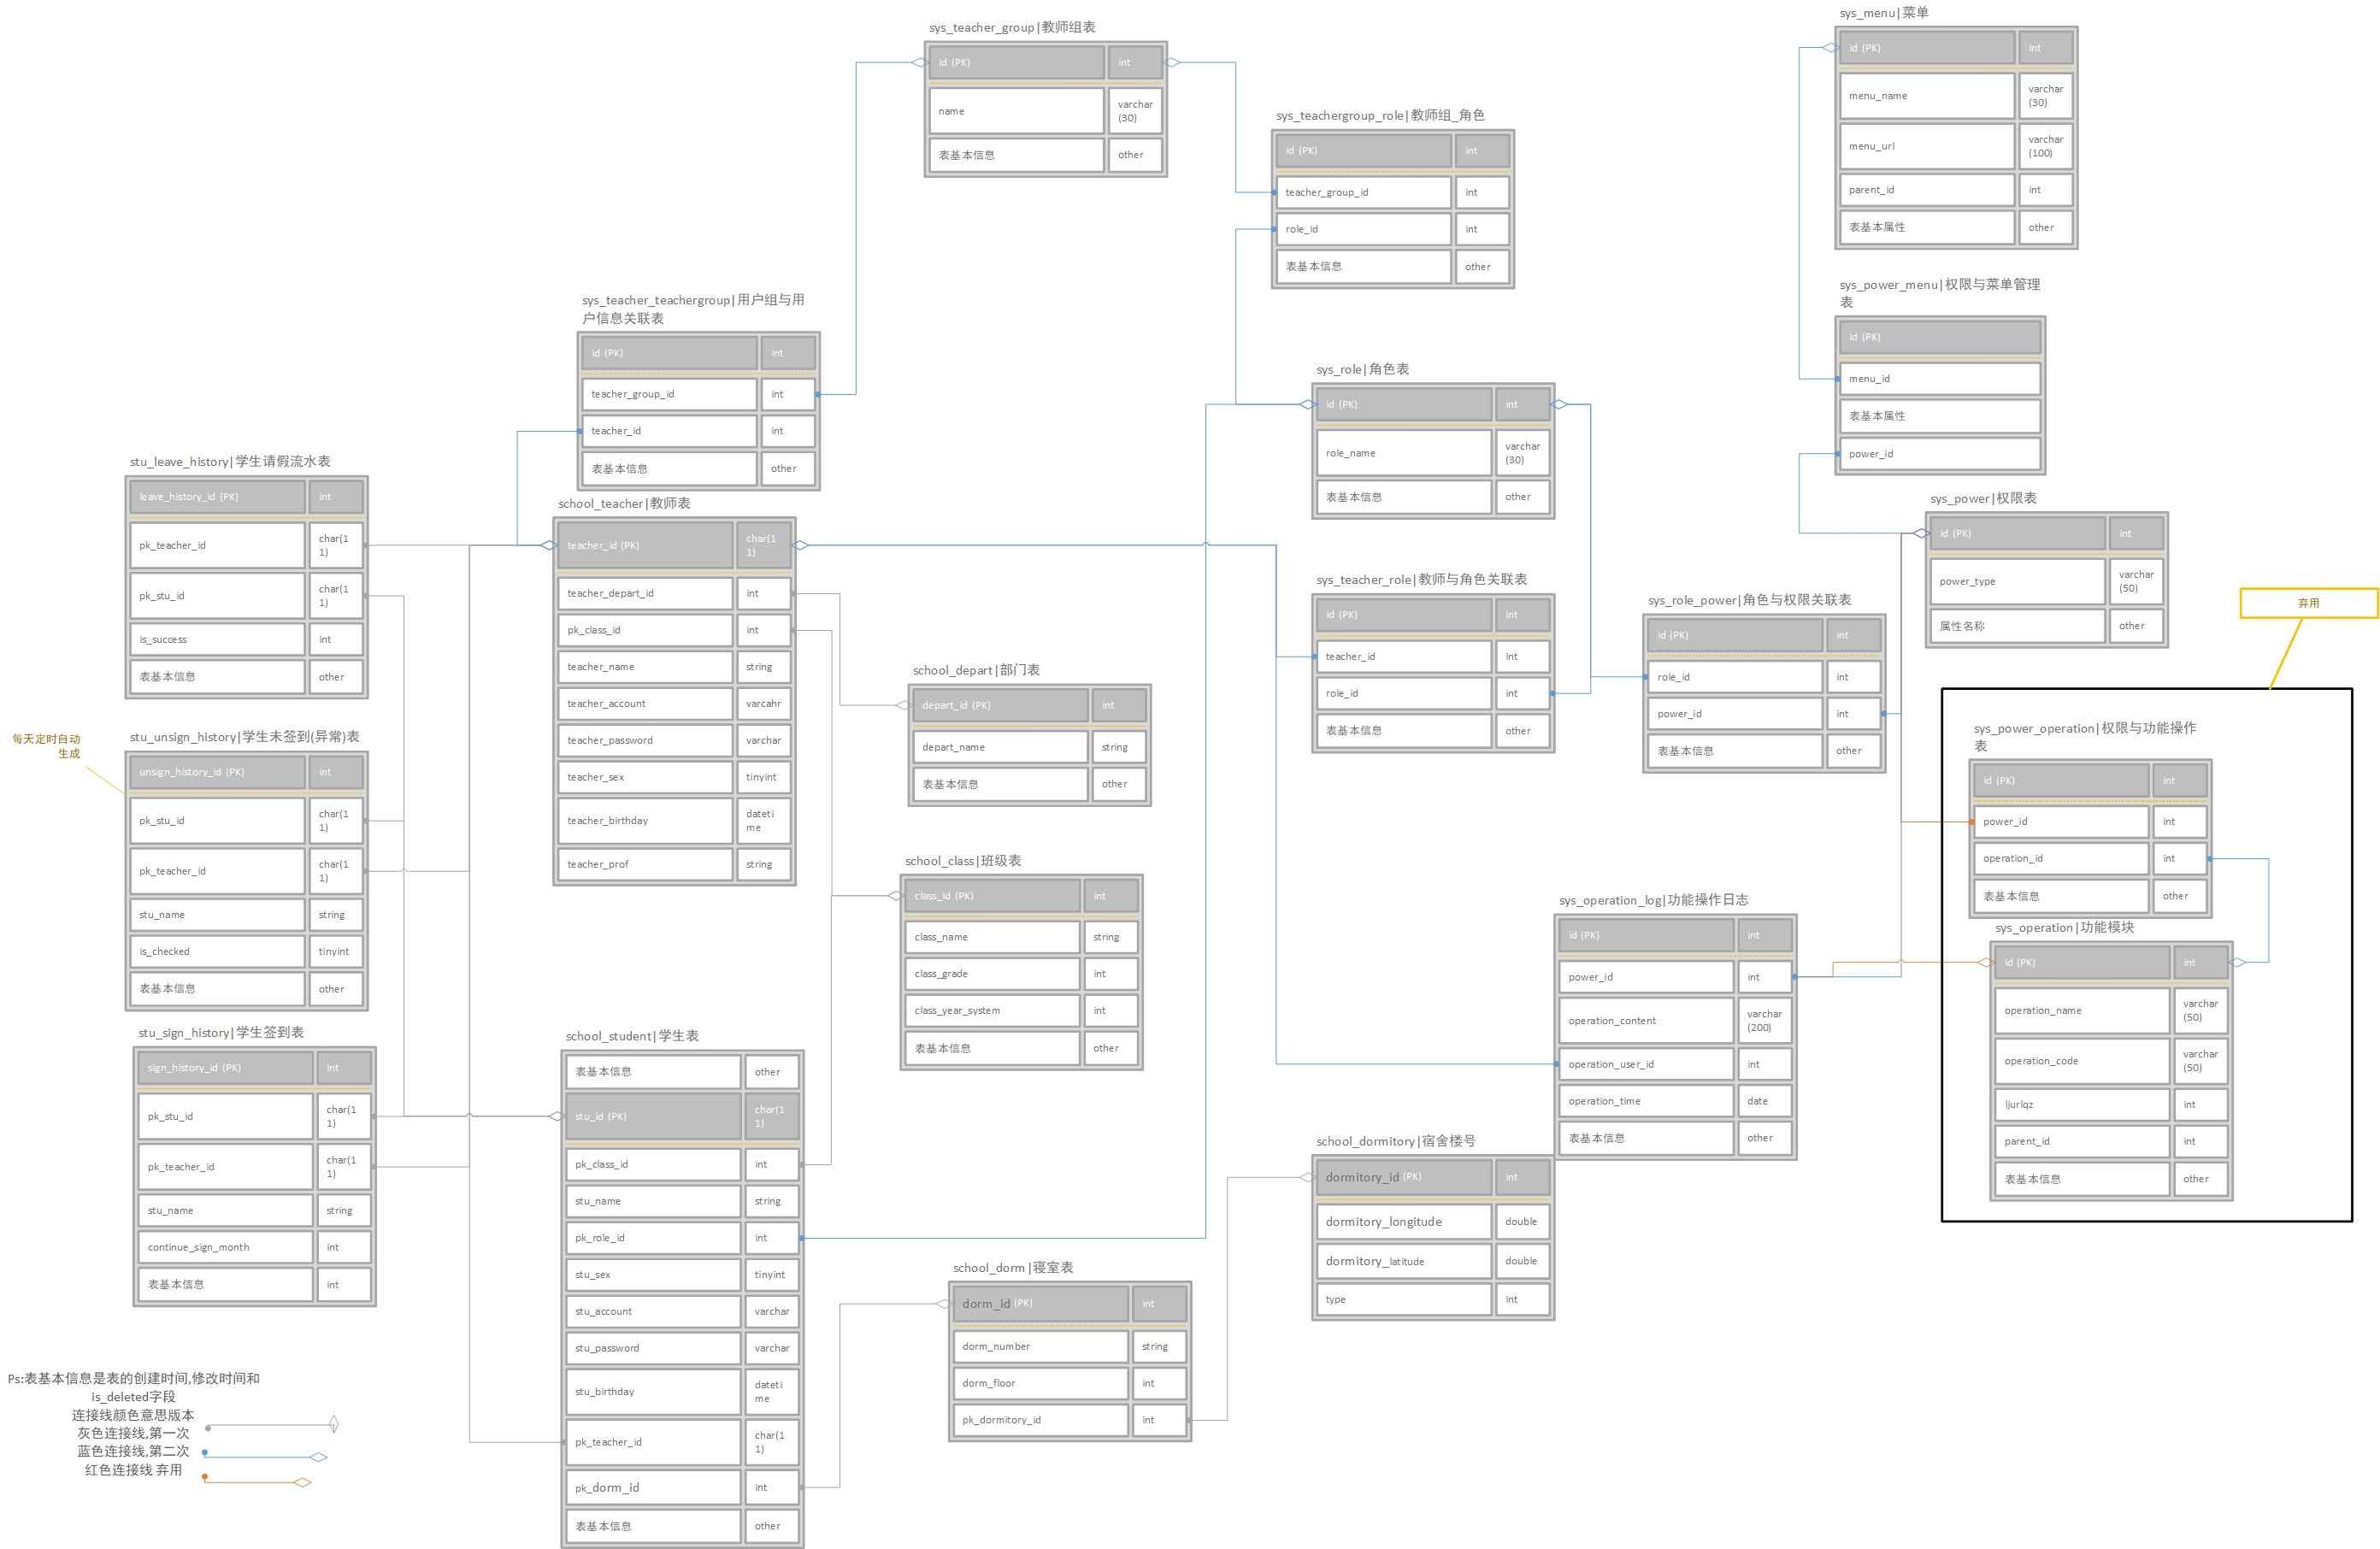 sys_teacher_group|教师组表
id (PK) int
name varchar
(30)
表基本信息 other
sys_teachergroup_role|教师组_角色
id (PK) int
teacher_group_id int
role_id int
表基本信息 other
sys_menu|菜单
id (PK) int
menu_name varchar
(30)
menu_url varchar
(100)
parent_id int
表基本属性 other
sys_power_menu|权限与菜单管理
表
id (PK)
menu_id
表基本属性
power_id
sys_teacher_teachergroup|用户组与用
户信息关联表
id (PK) int
teacher_group_id int
teacher_id int
表基本信息 other
sys_role|角色表
id (PK) int
role_name varchar
(30)
表基本信息 other
stu_leave_history|学生请假流水表
leave_history_id (PK) int
pk_teacher_id char(1
1)
pk_stu_id char(1
1)
is_success int
表基本信息 other
school_teacher|教师表
teacher_id (PK) char(1
1)
teacher_depart_id int
pk_class_id int
teacher_name string
teacher_account varcahr
teacher_password varchar
teacher_sex tinyint
teacher_birthday dateti
me
teacher_prof string
sys_teacher_role|教师与角色关联表
id (PK) int
teacher_id int
role_id int
表基本信息 other
sys_role_power|角色与权限关联表
id (PK) int
role_id int
power_id int
表基本信息 other
sys_power|权限表
id (PK) int
power_type varchar
(50)
属性名称 other
弃用
sys_power_operation|权限与功能操作
表
id (PK) int
power_id int
operation_id int
表基本信息 other
sys_operation|功能模块
id (PK) int
operation_name varchar
(50)
operation_code varchar
(50)
ljurlqz int
parent_id int
表基本信息 other
school_depart|部门表
depart_id (PK) int
depart_name string
表基本信息 other
每天定时自动
生成
stu_unsign_history|学生未签到(异常)表
unsign_history_id (PK) int
pk_stu_id char(1
1)
pk_teacher_id char(1
1)
stu_name string
is_checked tinyint
表基本信息 other
school_class|班级表
class_id (PK) int
class_name string
class_grade int
class_year_system int
表基本信息 other
sys_operation_log|功能操作日志
id (PK) int
power_id int
operation_content varchar
(200)
operation_user_id int
operation_time date
表基本信息 other
stu_sign_history|学生签到表
sign_history_id (PK) int
pk_stu_id char(1
1)
pk_teacher_id char(1
1)
stu_name string
continue_sign_month int
表基本信息 int
school_student|学生表
表基本信息 other
stu_id (PK) char(1
1)
pk_class_id int
stu_name string
pk_role_id int
stu_sex tinyint
stu_account varchar
stu_password varchar
stu_birthday dateti
me
pk_teacher_id char(1
1)
pk_dorm_id int
表基本信息 other
school_dormitory|宿舍楼号
dormitory_id (PK) int
dormitory_longitude double
dormitory_latitude double
type int
school_dorm|寝室表
dorm_id (PK) int
dorm_number string
dorm_floor int
pk_dormitory_id int
Ps:表基本信息是表的创建时间,修改时间和
is_deleted字段
连接线颜色意思版本
灰色连接线,第一次
蓝色连接线,第二次
红色连接线 弃用